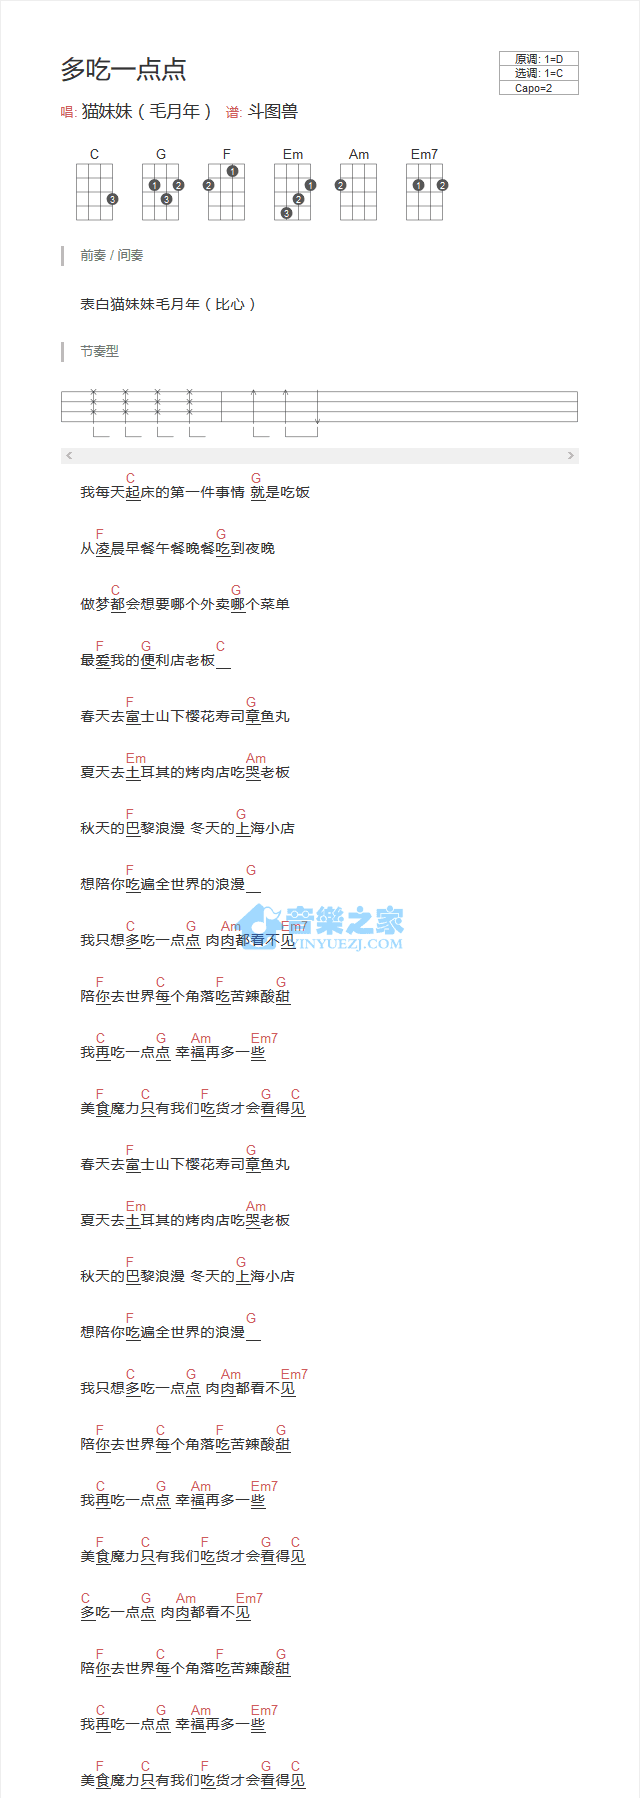 多吃一点点
原调: 1=D
选调: 1=C
Capo=2
唱: 猫妹妹（毛月年） 谱: 斗图兽
C G F Em Am Em7
3 1 2 3 2 1 1 2 3 2 1 2
前奏 / 间奏
表白猫妹妹毛月年（比心）
节奏型
C G
我每天起床的第一件事情 就是吃饭
F G
从凌晨早餐午餐晚餐吃到夜晚
C G
做梦都会想要哪个外卖哪个菜单
F G C
最爱我的便利店老板
F G
春天去富士山下樱花寿司章鱼丸
Em Am
夏天去土耳其的烤肉店吃哭老板
F G
秋天的巴黎浪漫 冬天的上海小店
F G
想陪你吃遍全世界的浪漫
音樂之家
YINYUEZJ.COM
C G Am Em7
我只想多吃一点点 肉肉都看不见
F C F G
陪你去世界每个角落吃苦辣酸甜
C G Am Em7
我再吃一点点 幸福再多一些
F C F G C
美食魔力只有我们吃货才会看得见
F G
春天去富士山下樱花寿司章鱼丸
Em Am
夏天去土耳其的烤肉店吃哭老板
F G
秋天的巴黎浪漫 冬天的上海小店
F G
想陪你吃遍全世界的浪漫
C G Am Em7
我只想多吃一点点 肉肉都看不见
F C F G
陪你去世界每个角落吃苦辣酸甜
C G Am Em7
我再吃一点点 幸福再多一些
F C F G C
美食魔力只有我们吃货才会看得见
C G Am Em7
多吃一点点 肉肉都看不见
F C F G
陪你去世界每个角落吃苦辣酸甜
C G Am Em7
我再吃一点点 幸福再多一些
F C F G C
美食魔力只有我们吃货才会看得见